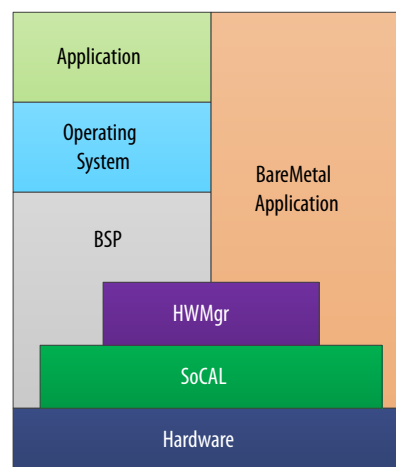 Application
Operating
System
BareMetal
Application
BSP
HWMgr
SoCAL
Hardware